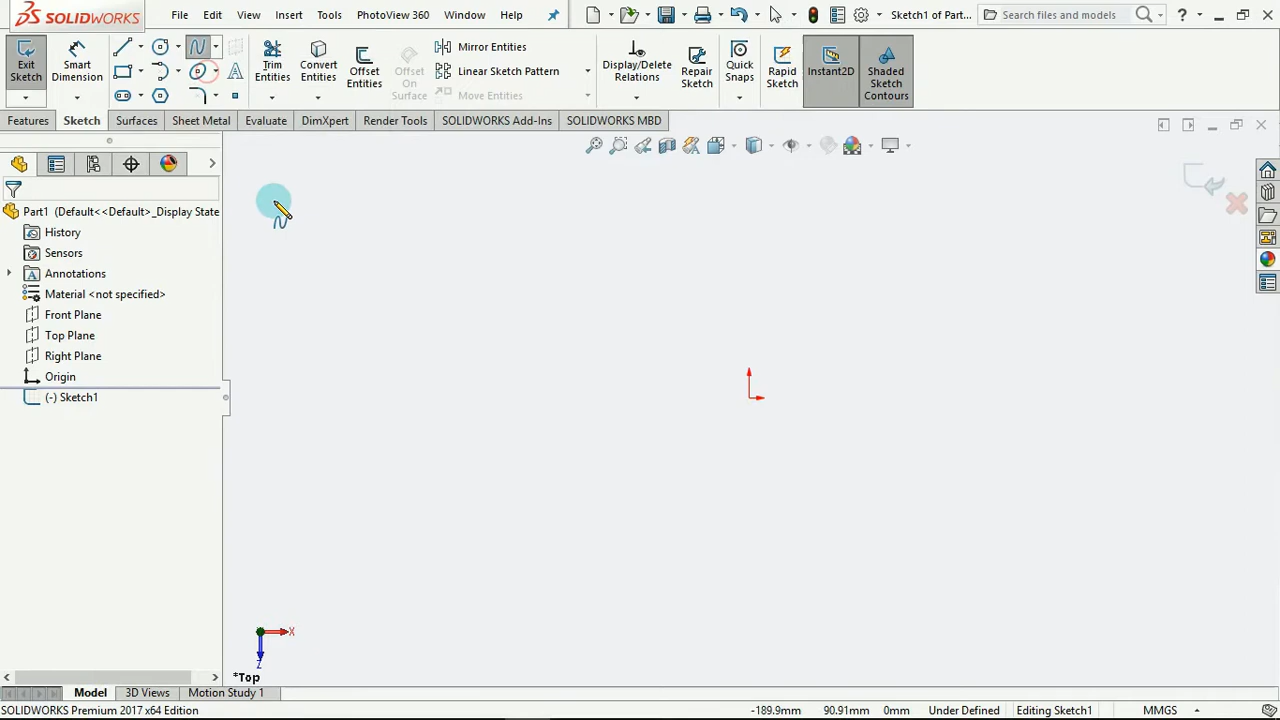 SOLIDWORKS File Edit View Insert Tools PhotoView 360 Window Help Sketch1 of Part... Search files and models ?
Exit Sketch
Smart Dimension
Trim Entities
Convert Entities
Offset Entities
Offset On Surface
Mirror Entities
Linear Sketch Pattern
Move Entities
Display/Delete Relations
Repair Sketch
Quick Snaps
Rapid Sketch
Instant2D
Shaded Sketch Contours
Features Sketch Surfaces Sheet Metal Evaluate DimXpert Render Tools SOLIDWORKS Add-Ins SOLIDWORKS MBD
Part1 (Default<<Default>_Display State
History
Sensors
Annotations
Material <not specified>
Front Plane
Top Plane
Right Plane
Origin
(-) Sketch1
X
Z
*Top
Model 3D Views Motion Study 1
SOLIDWORKS Premium 2017 x64 Edition -189.9mm 90.91mm 0mm Under Defined Editing Sketch1 MMGS